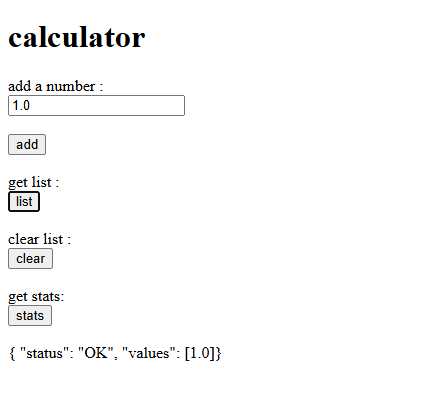 calculator
add a number :
1.0
add
get list :
list
clear list :
clear
get stats:
stats
{ "status": "OK", "values": [1.0]}